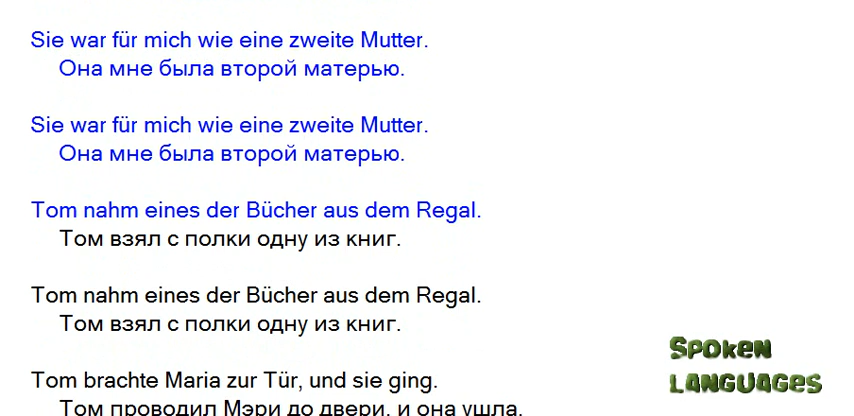 Sie war für mich wie eine zweite Mutter.
Она мне была второй матерью.
Sie war für mich wie eine zweite Mutter.
Она мне была второй матерью.
Tom nahm eines der Bücher aus dem Regal.
Том взял с полки одну из книг.
Tom nahm eines der Bücher aus dem Regal.
Том взял с полки одну из книг.
Tom brachte Maria zur Tür, und sie ging.
Том проводил Мэри до двери, и она ушла.
Spoken
Languages